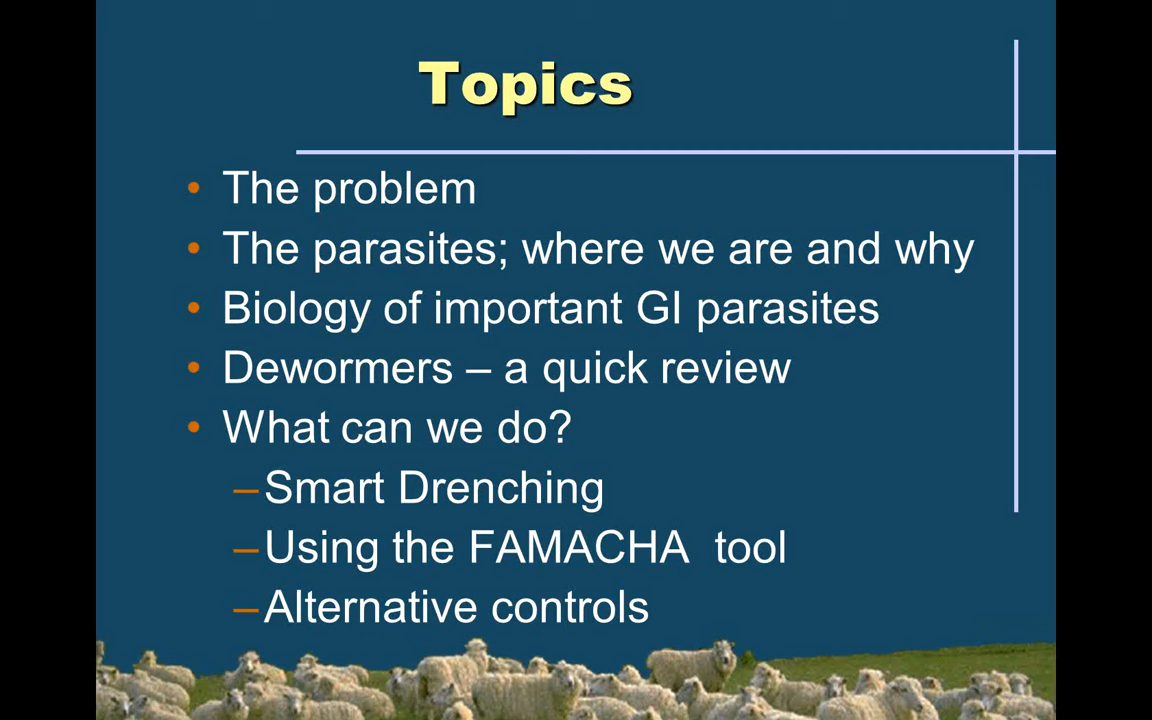 Topics
• The problem
• The parasites; where we are and why
• Biology of important GI parasites
• Dewormers – a quick review
• What can we do?
–Smart Drenching
–Using the FAMACHA tool
–Alternative controls